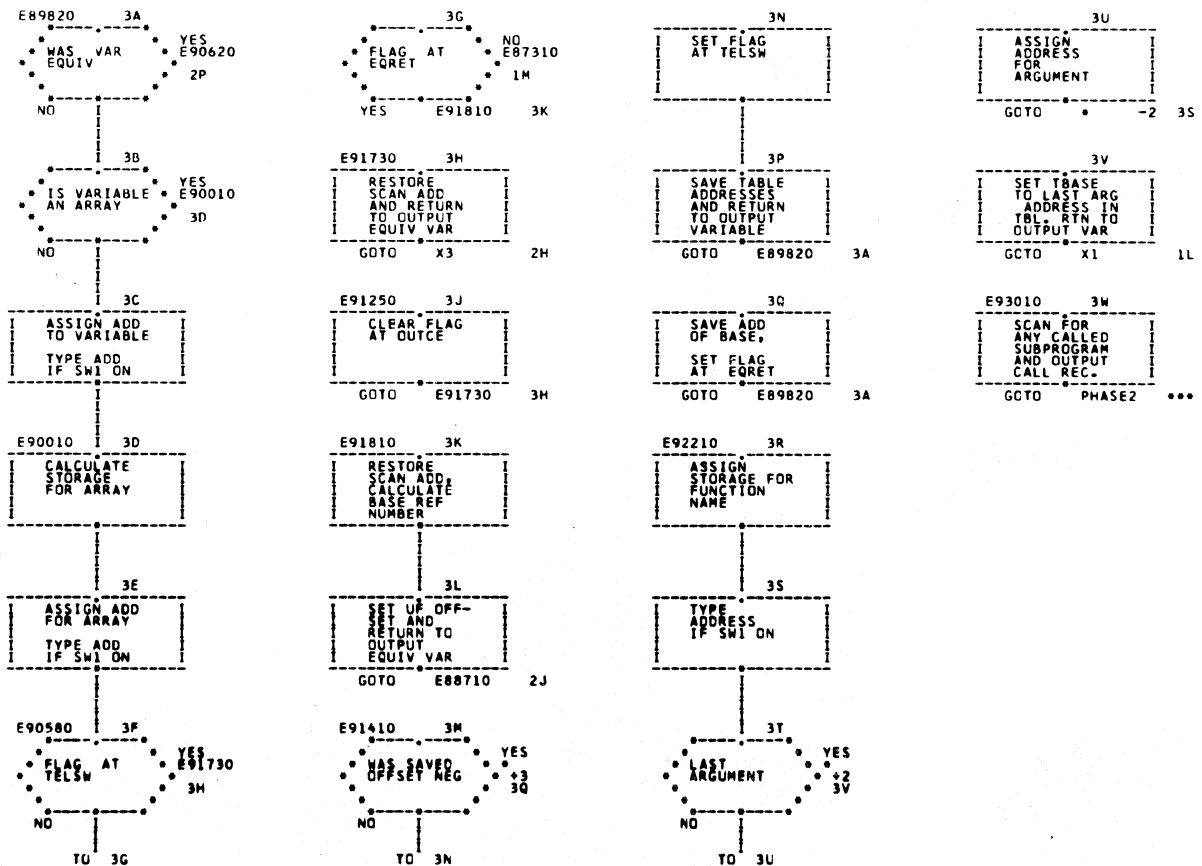 E89820 3A
WAS VAR
EQUIV
YES
E90620
2P
NO
3B
IS VARIABLE
AN ARRAY
YES
E90010
3D
NO
3C
ASSIGN ADD
TO VARIABLE
TYPE ADD
IF SW1 ON
E90010 3D
CALCULATE
STORAGE
FOR ARRAY
3E
ASSIGN ADD
FOR ARRAY
TYPE ADD
IF SW1 ON
E90580 3F
FLAG AT
TELSW
YES
E91730
3H
NO
TO 3G
3G
FLAG AT
EQRET
NO
E87310
1M
YES E91810 3K
E91730 3H
RESTORE
SCAN ADD
AND RETURN
TO OUTPUT
EQUIV VAR
GOTO X3 2H
E91250 3J
CLEAR FLAG
AT OUTCE
GOTO E91730 3H
E91810 3K
RESTORE
SCAN ADD,
CALCULATE
BASE REF
NUMBER
3L
SET UP OFF-
SET AND
RETURN TO
OUTPUT
EQUIV VAR
GOTO E88710 2J
E91410 3M
WAS SAVED
OFFSET NEG
YES
+3
3Q
NO
TO 3N
3N
SET FLAG
AT TELSW
3P
SAVE TABLE
ADDRESSES
AND RETURN
TO OUTPUT
VARIABLE
GOTO E89820 3A
3Q
SAVE ADD
OF BASE,
SET FLAG
AT EQRET
GOTO E89820 3A
E92210 3R
ASSIGN
STORAGE FOR
FUNCTION
NAME
3S
TYPE
ADDRESS
IF SW1 ON
3T
LAST
ARGUMENT
YES
+2
3V
NO
TO 3U
3U
ASSIGN
ADDRESS
FOR
ARGUMENT
GOTO * -2 3S
3V
SET TBASE
TO LAST ARG
ADDRESS IN
TBL. RTN TO
OUTPUT VAR
GOTO X1 1L
E93010 3W
SCAN FOR
ANY CALLED
SUBPROGRAM
AND OUTPUT
CALL REC.
GOTO PHASE2 ***